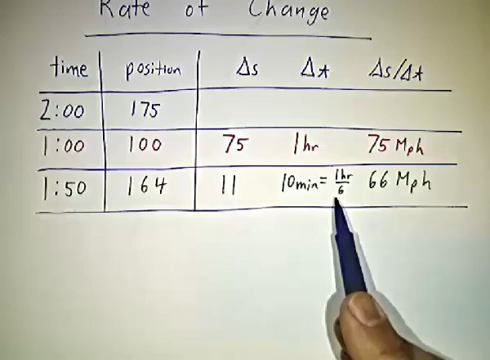 Rate of Change
time position Δs Δt Δs/Δt
2:00 175
1:00 100 75 1hr 75 Mph
1:50 164 11 10min = 1hr/6 66 Mph